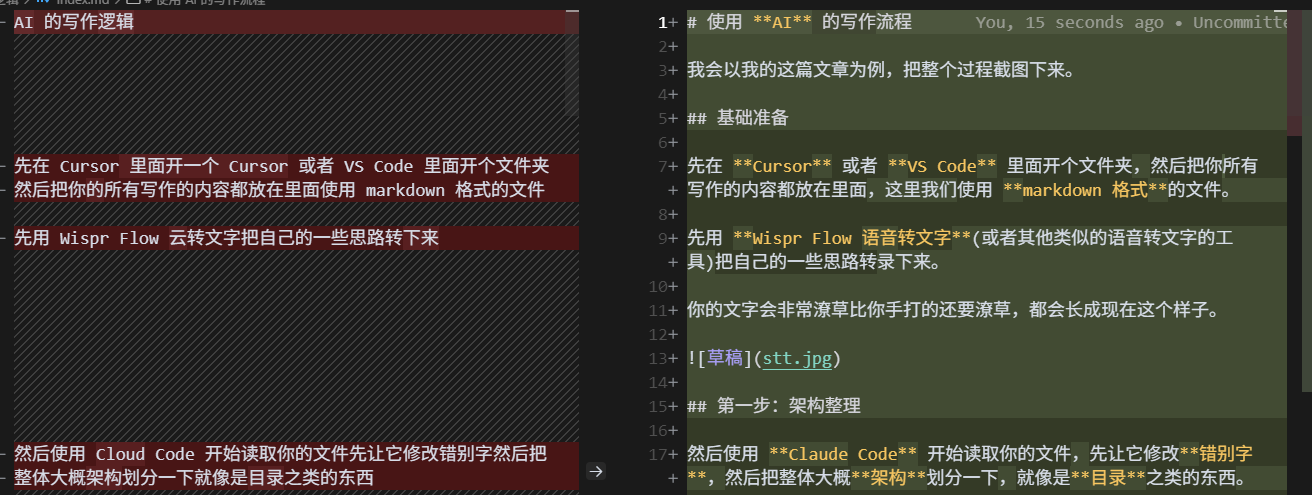 AI 的写作逻辑
先在 Cursor 里面开一个 Cursor 或者 VS Code 里面开个文件夹
然后把你的所有写作的内容都放在里面使用 markdown 格式的文件
先用 Wispr Flow 云转文字把自己的一些思路转下来
然后使用 Cloud Code 开始读取你的文件先让它修改错别字然后把
整体大概架构划分一下就像是目录之类的东西
1+ # 使用 **AI** 的写作流程 You, 15 seconds ago • Uncommitte
2+
3+ 我会以我的这篇文章为例，把整个过程截图下来。
4+
5+ ## 基础准备
6+
7+ 先在 **Cursor** 或者 **VS Code** 里面开个文件夹，然后把你所有
+ 写作的内容都放在里面，这里我们使用 **markdown 格式**的文件。
8+
9+ 先用 **Wispr Flow 语音转文字**(或者其他类似的语音转文字的工
+ 具)把自己的一些思路转录下来。
10+
11+ 你的文字会非常潦草比你手打的还要潦草，都会长成现在这个样子。
12+
13+ ![草稿](stt.jpg)
14+
15+ ## 第一步：架构整理
16+
17+ 然后使用 **Claude Code** 开始读取你的文件，先让它修改**错别字
+ **，然后把整体大概**架构**划分一下，就像是**目录**之类的东西。